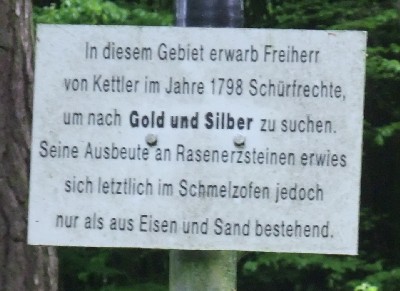 In diesem Gebiet erwarb Freiherr
von Kettler im Jahre 1798 Schürfrechte,
um nach Gold und Silber zu suchen.
Seine Ausbeute an Rasenerzsteinen erwies
sich letztlich im Schmelzofen jedoch
nur als aus Eisen und Sand bestehend.